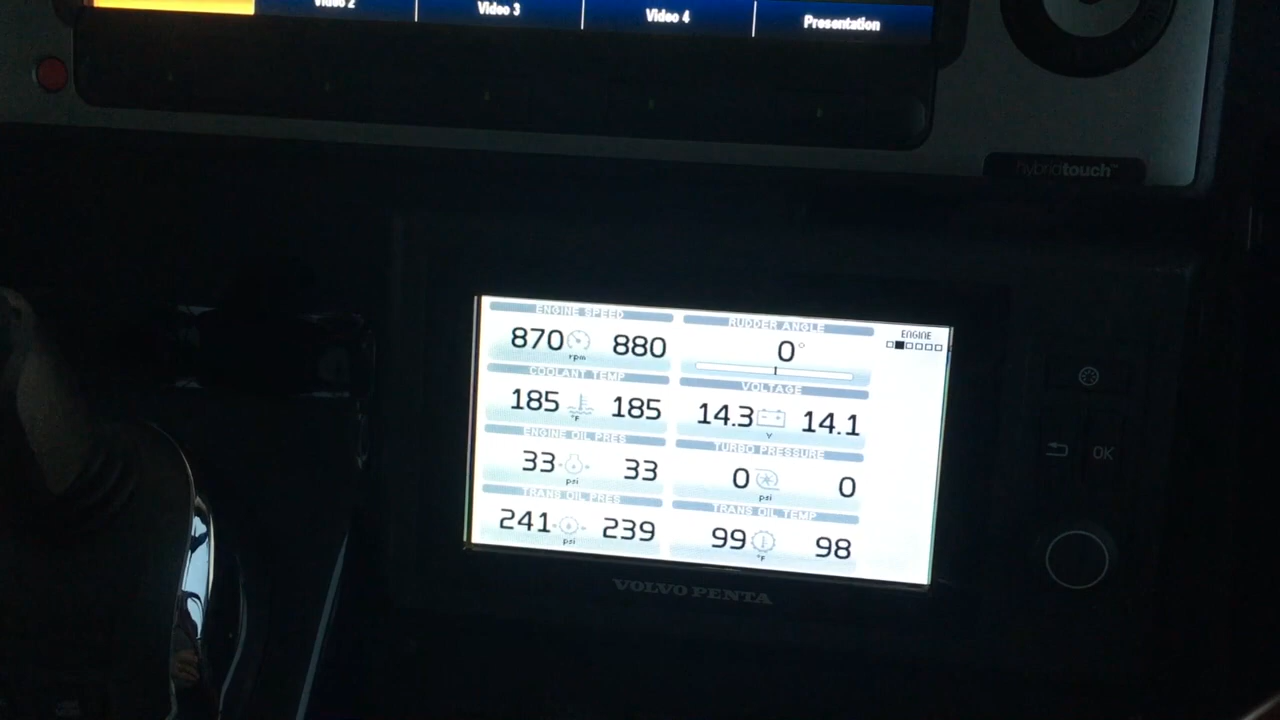 Video 2 Video 3 Video 4 Presentation
hybridtouch™
ENGINE SPEED RUDDER ANGLE ENGINE
870 rpm 880 0°
COOLANT TEMP VOLTAGE
185 °F 185 14.3 V 14.1
ENGINE OIL PRES TURBO PRESSURE
33 psi 33 0 psi 0
TRANS OIL PRES TRANS OIL TEMP
241 psi 239 99 °F 98
OK
VOLVO PENTA